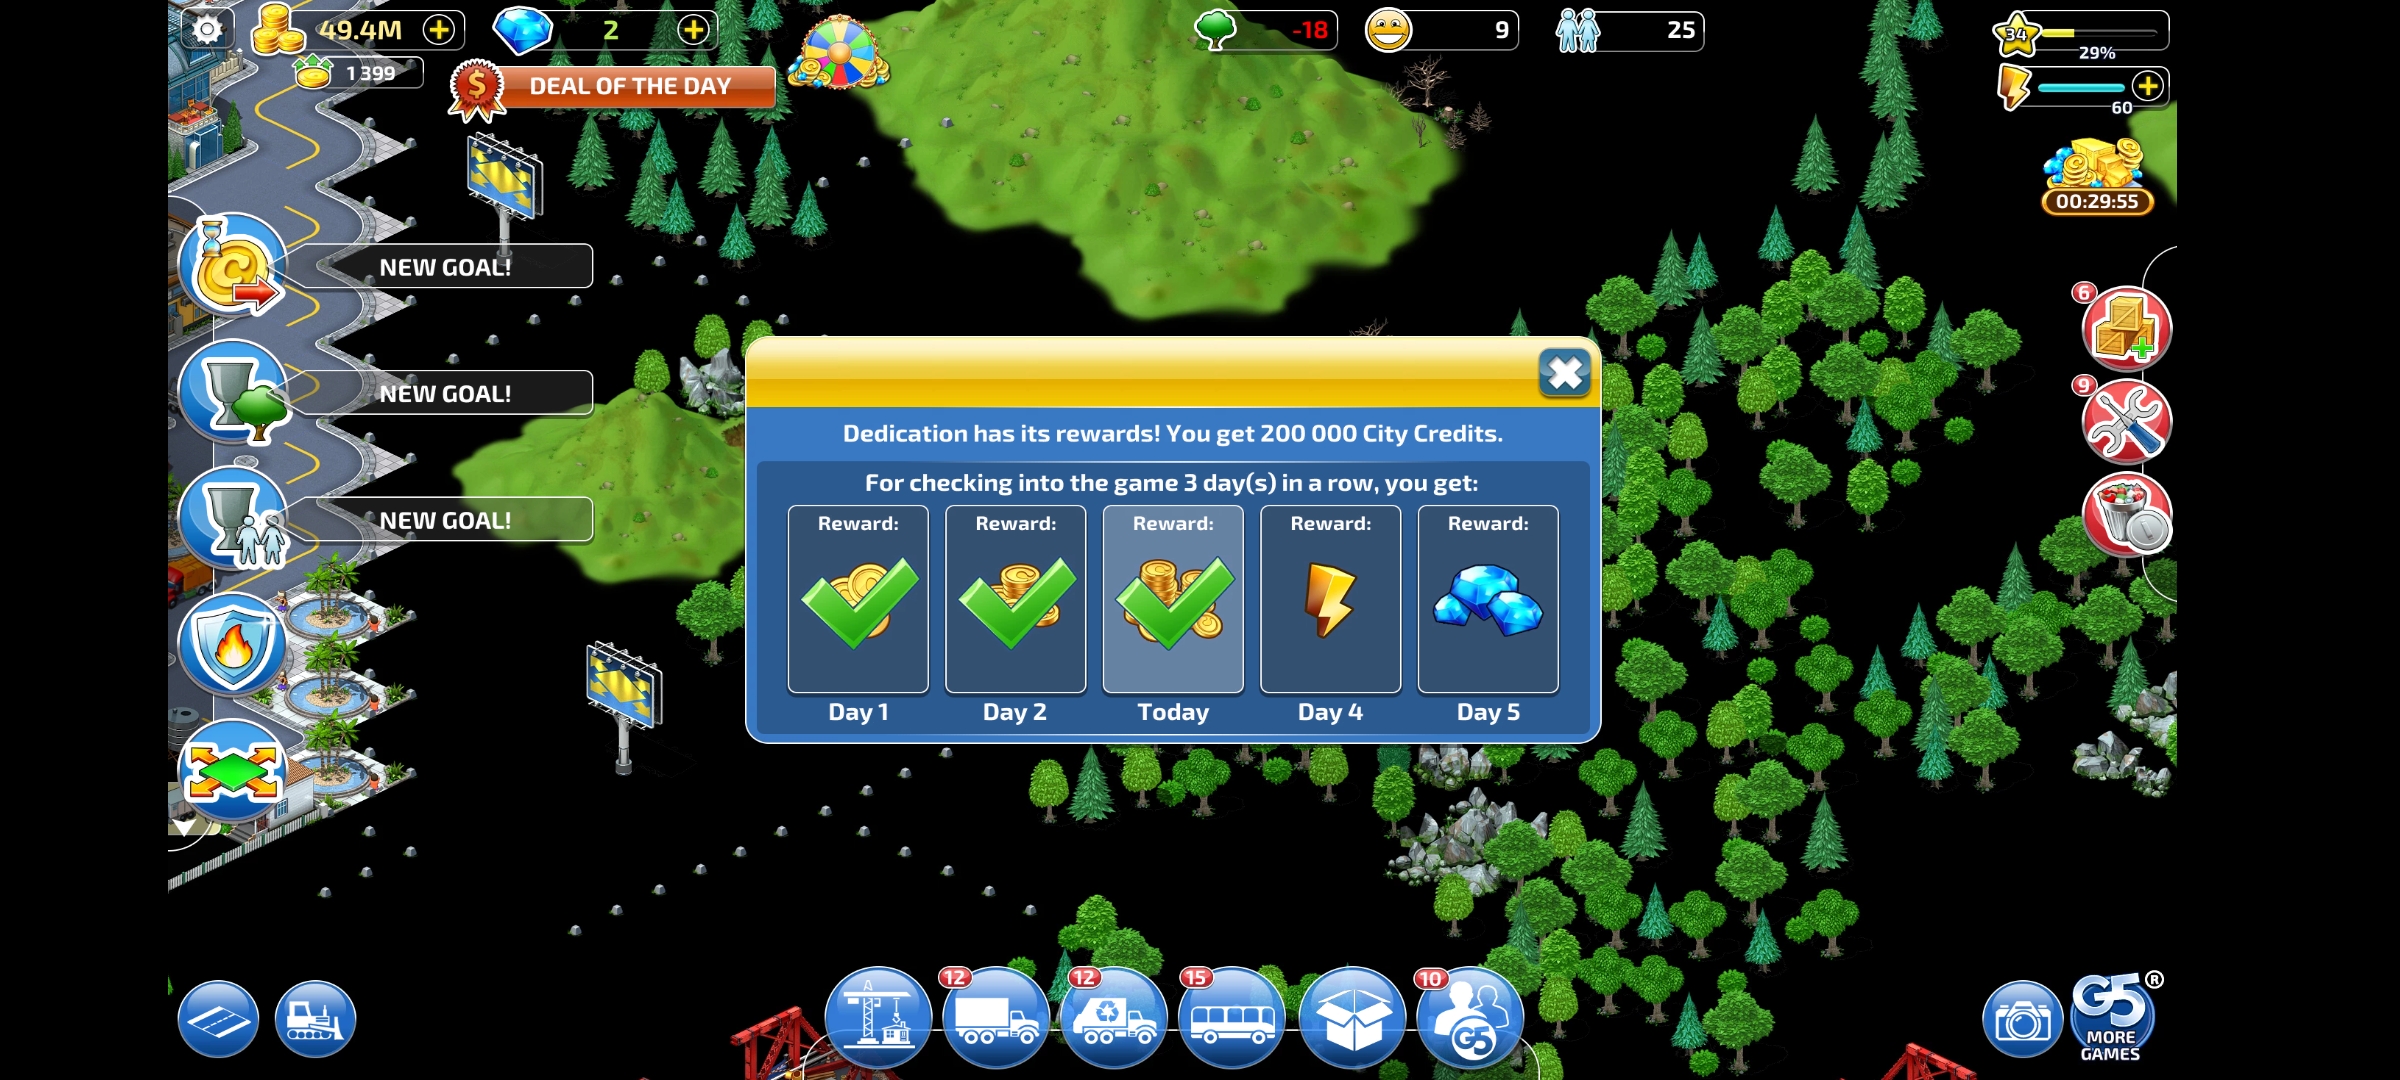 49.4M
2
-18
9
25
34
29%
1 399
DEAL OF THE DAY
60
00:29:55
NEW GOAL!
NEW GOAL!
NEW GOAL!
6
9
Dedication has its rewards! You get 200 000 City Credits.
For checking into the game 3 day(s) in a row, you get:
Reward:
Reward:
Reward:
Reward:
Reward:
Day 1
Day 2
Today
Day 4
Day 5
12
12
15
10
G5
G5®
MORE
GAMES